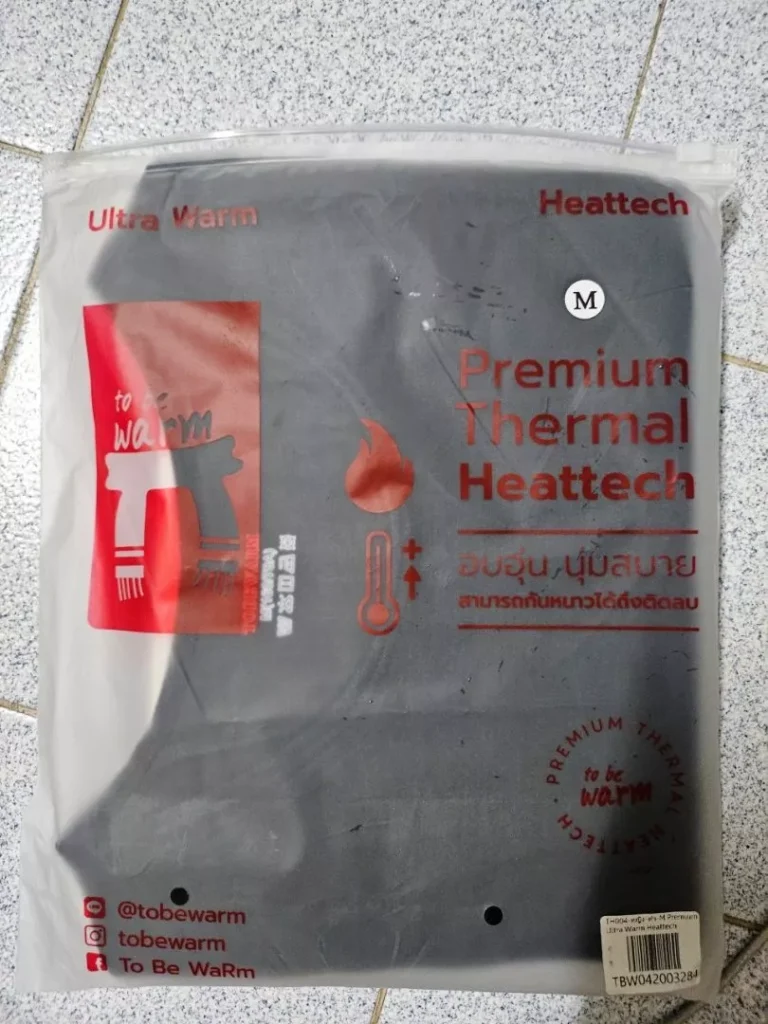 Ultra Warm
Heattech
M
to be
warm
Premium
Thermal
Heattech
อบอุ่น นุ่มสบาย
สามารถกันหนาวได้ถึงติดลบ
PREMIUM THERMAL HEATTECH
to be
warm
@tobewarm
tobewarm
To Be WaRm
Premium
Ultra Warm Heattech
TBW04200328